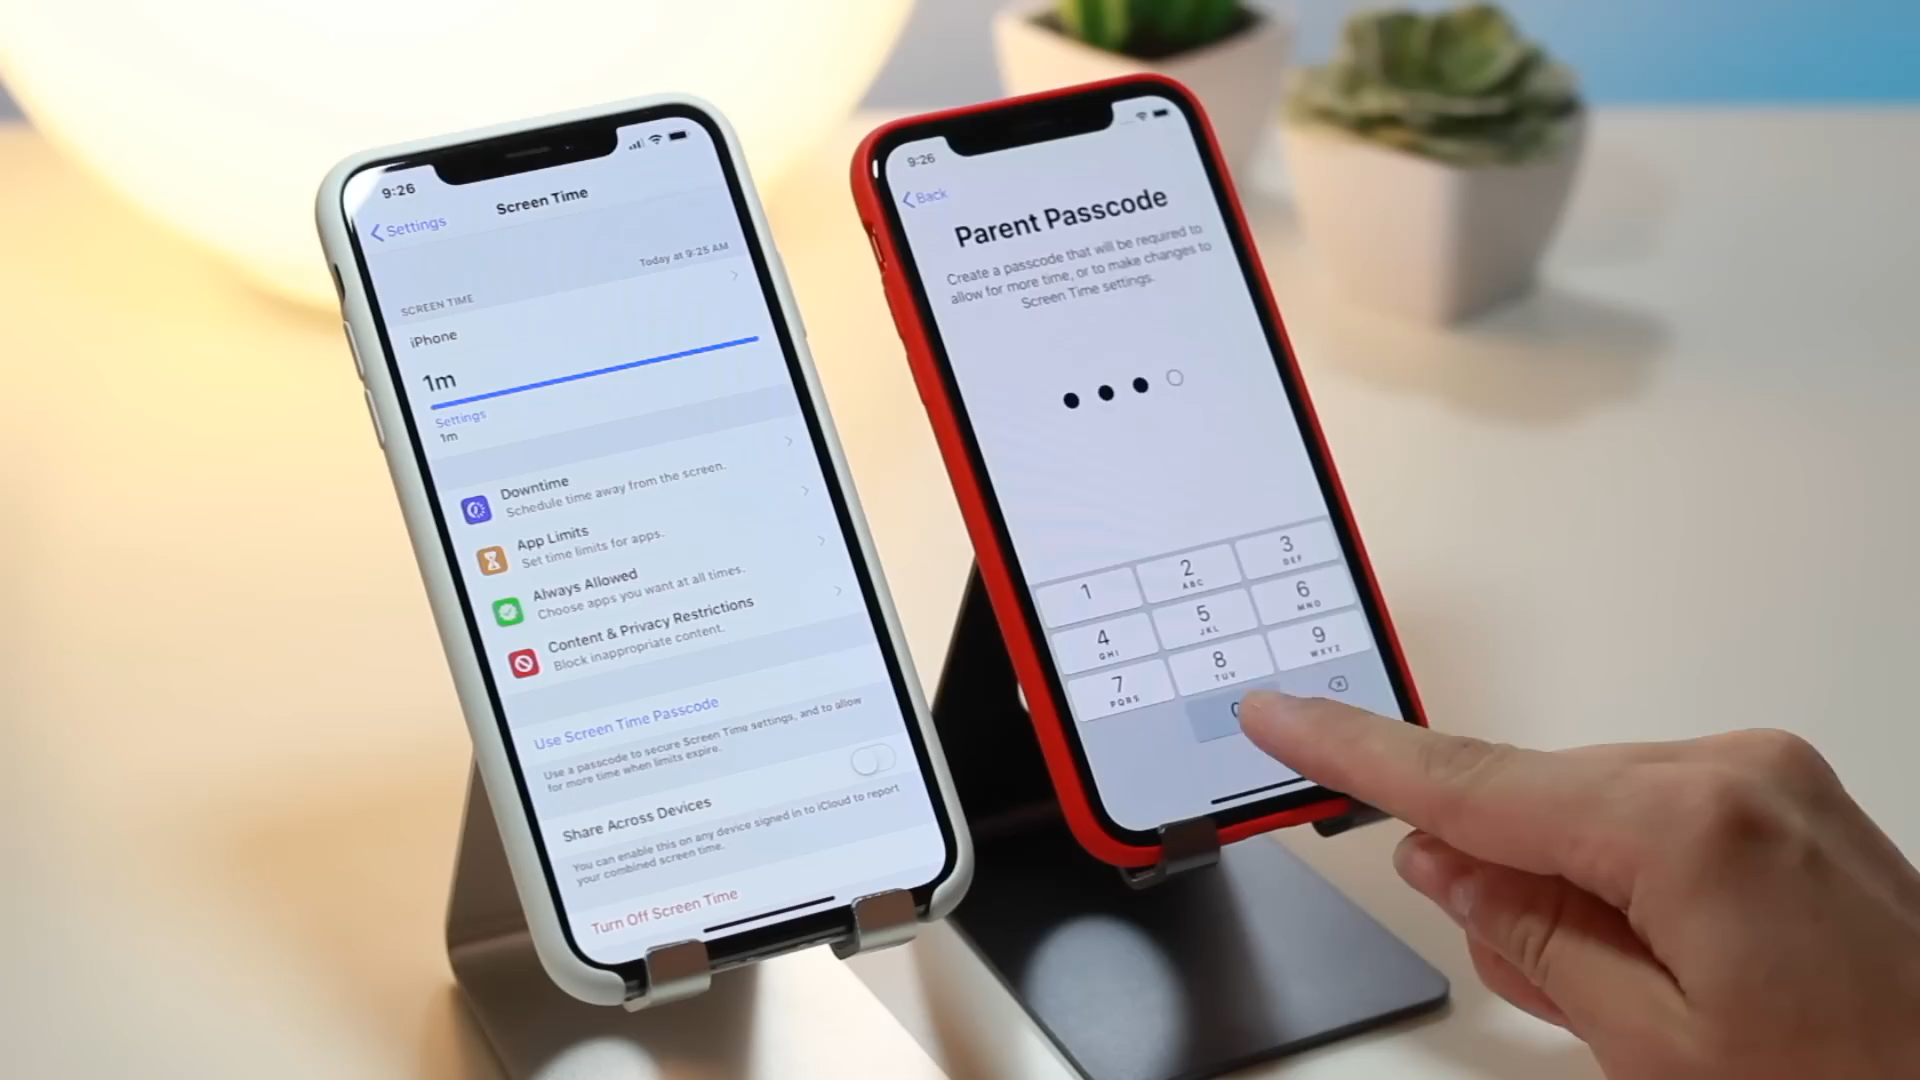 9:26
Settings
Screen Time
Today at 9:25 AM
SCREEN TIME
iPhone
1m
Settings
1m
Downtime
Schedule time away from the screen.
App Limits
Set time limits for apps.
Always Allowed
Choose apps you want at all times.
Content & Privacy Restrictions
Block inappropriate content.
Use Screen Time Passcode
Use a passcode to secure Screen Time settings, and to allow
for more time when limits expire.
Share Across Devices
You can enable this on any device signed in to iCloud to report
your combined screen time.
Turn Off Screen Time
9:26
Back
Parent Passcode
Create a passcode that will be required to
allow for more time, or to make changes to
Screen Time settings.
1
2
ABC
3
DEF
4
GHI
5
JKL
6
MNO
7
PQRS
8
TUV
9
WXYZ
0